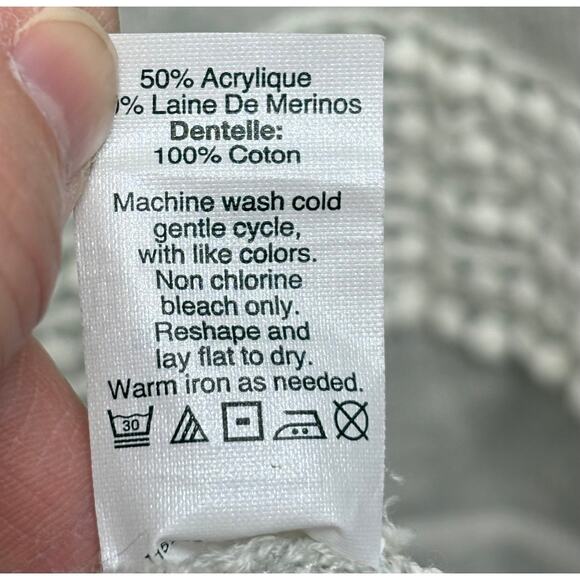 50% Acrylique
% Laine De Merinos
Dentelle:
100% Coton
Machine wash cold
gentle cycle,
with like colors.
Non chlorine
bleach only.
Reshape and
lay flat to dry.
Warm iron as needed.
30